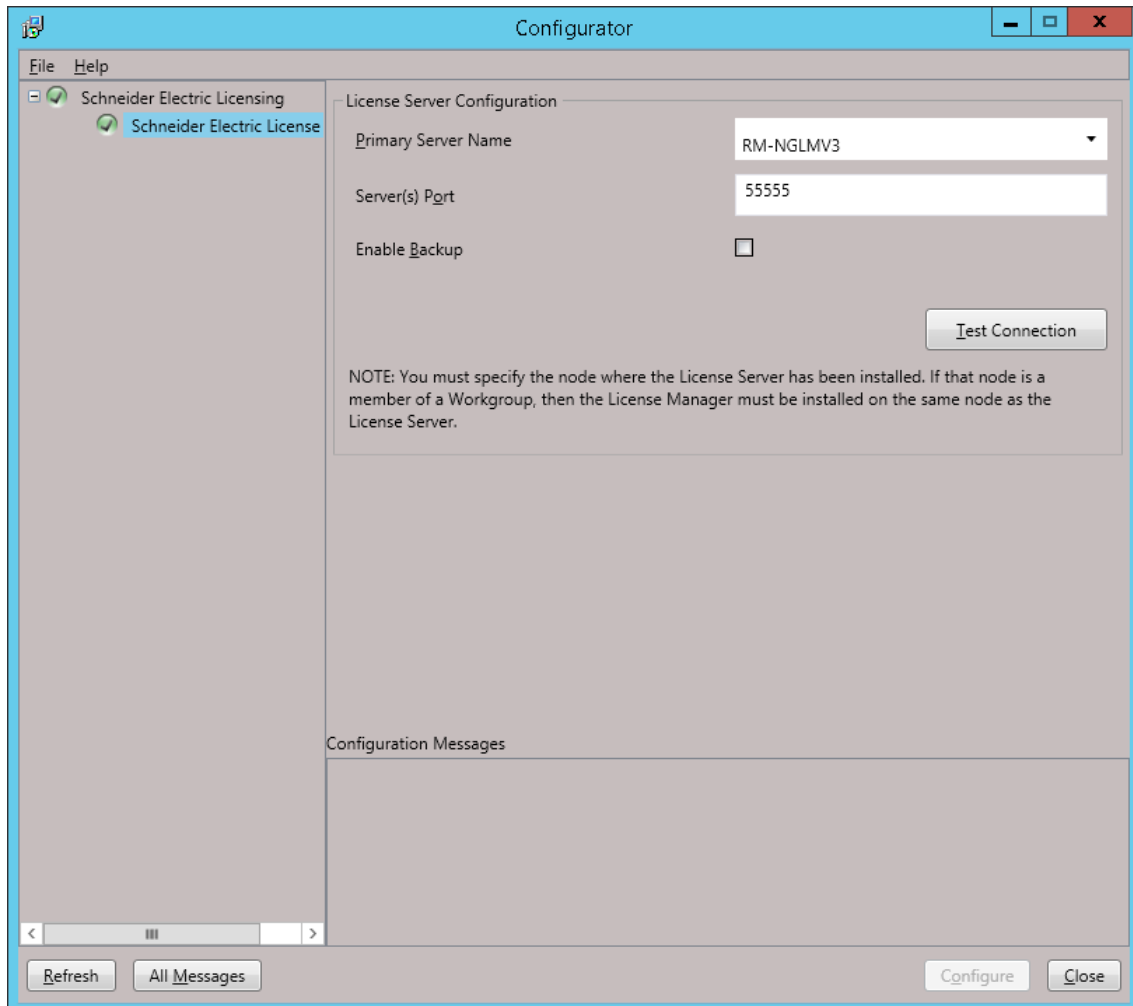 Configurator
File Help
Schneider Electric Licensing
Schneider Electric License
License Server Configuration
Primary Server Name
RM-NGLMV3
Server(s) Port
55555
Enable Backup
Test Connection
NOTE: You must specify the node where the License Server has been installed. If that node is a
member of a Workgroup, then the License Manager must be installed on the same node as the
License Server.
Configuration Messages
Refresh
All Messages
Configure
Close